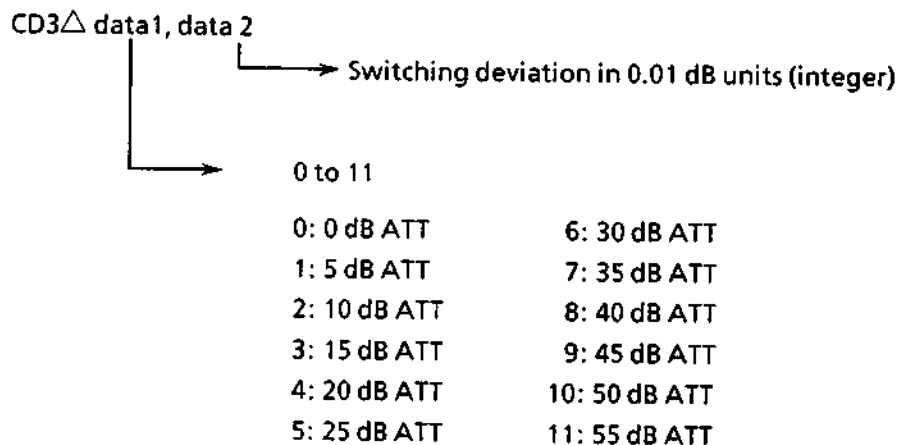 CD3△ data1, data 2
Switching deviation in 0.01 dB units (integer)
0 to 11
0: 0 dB ATT
1: 5 dB ATT
2: 10 dB ATT
3: 15 dB ATT
4: 20 dB ATT
5: 25 dB ATT
6: 30 dB ATT
7: 35 dB ATT
8: 40 dB ATT
9: 45 dB ATT
10: 50 dB ATT
11: 55 dB ATT